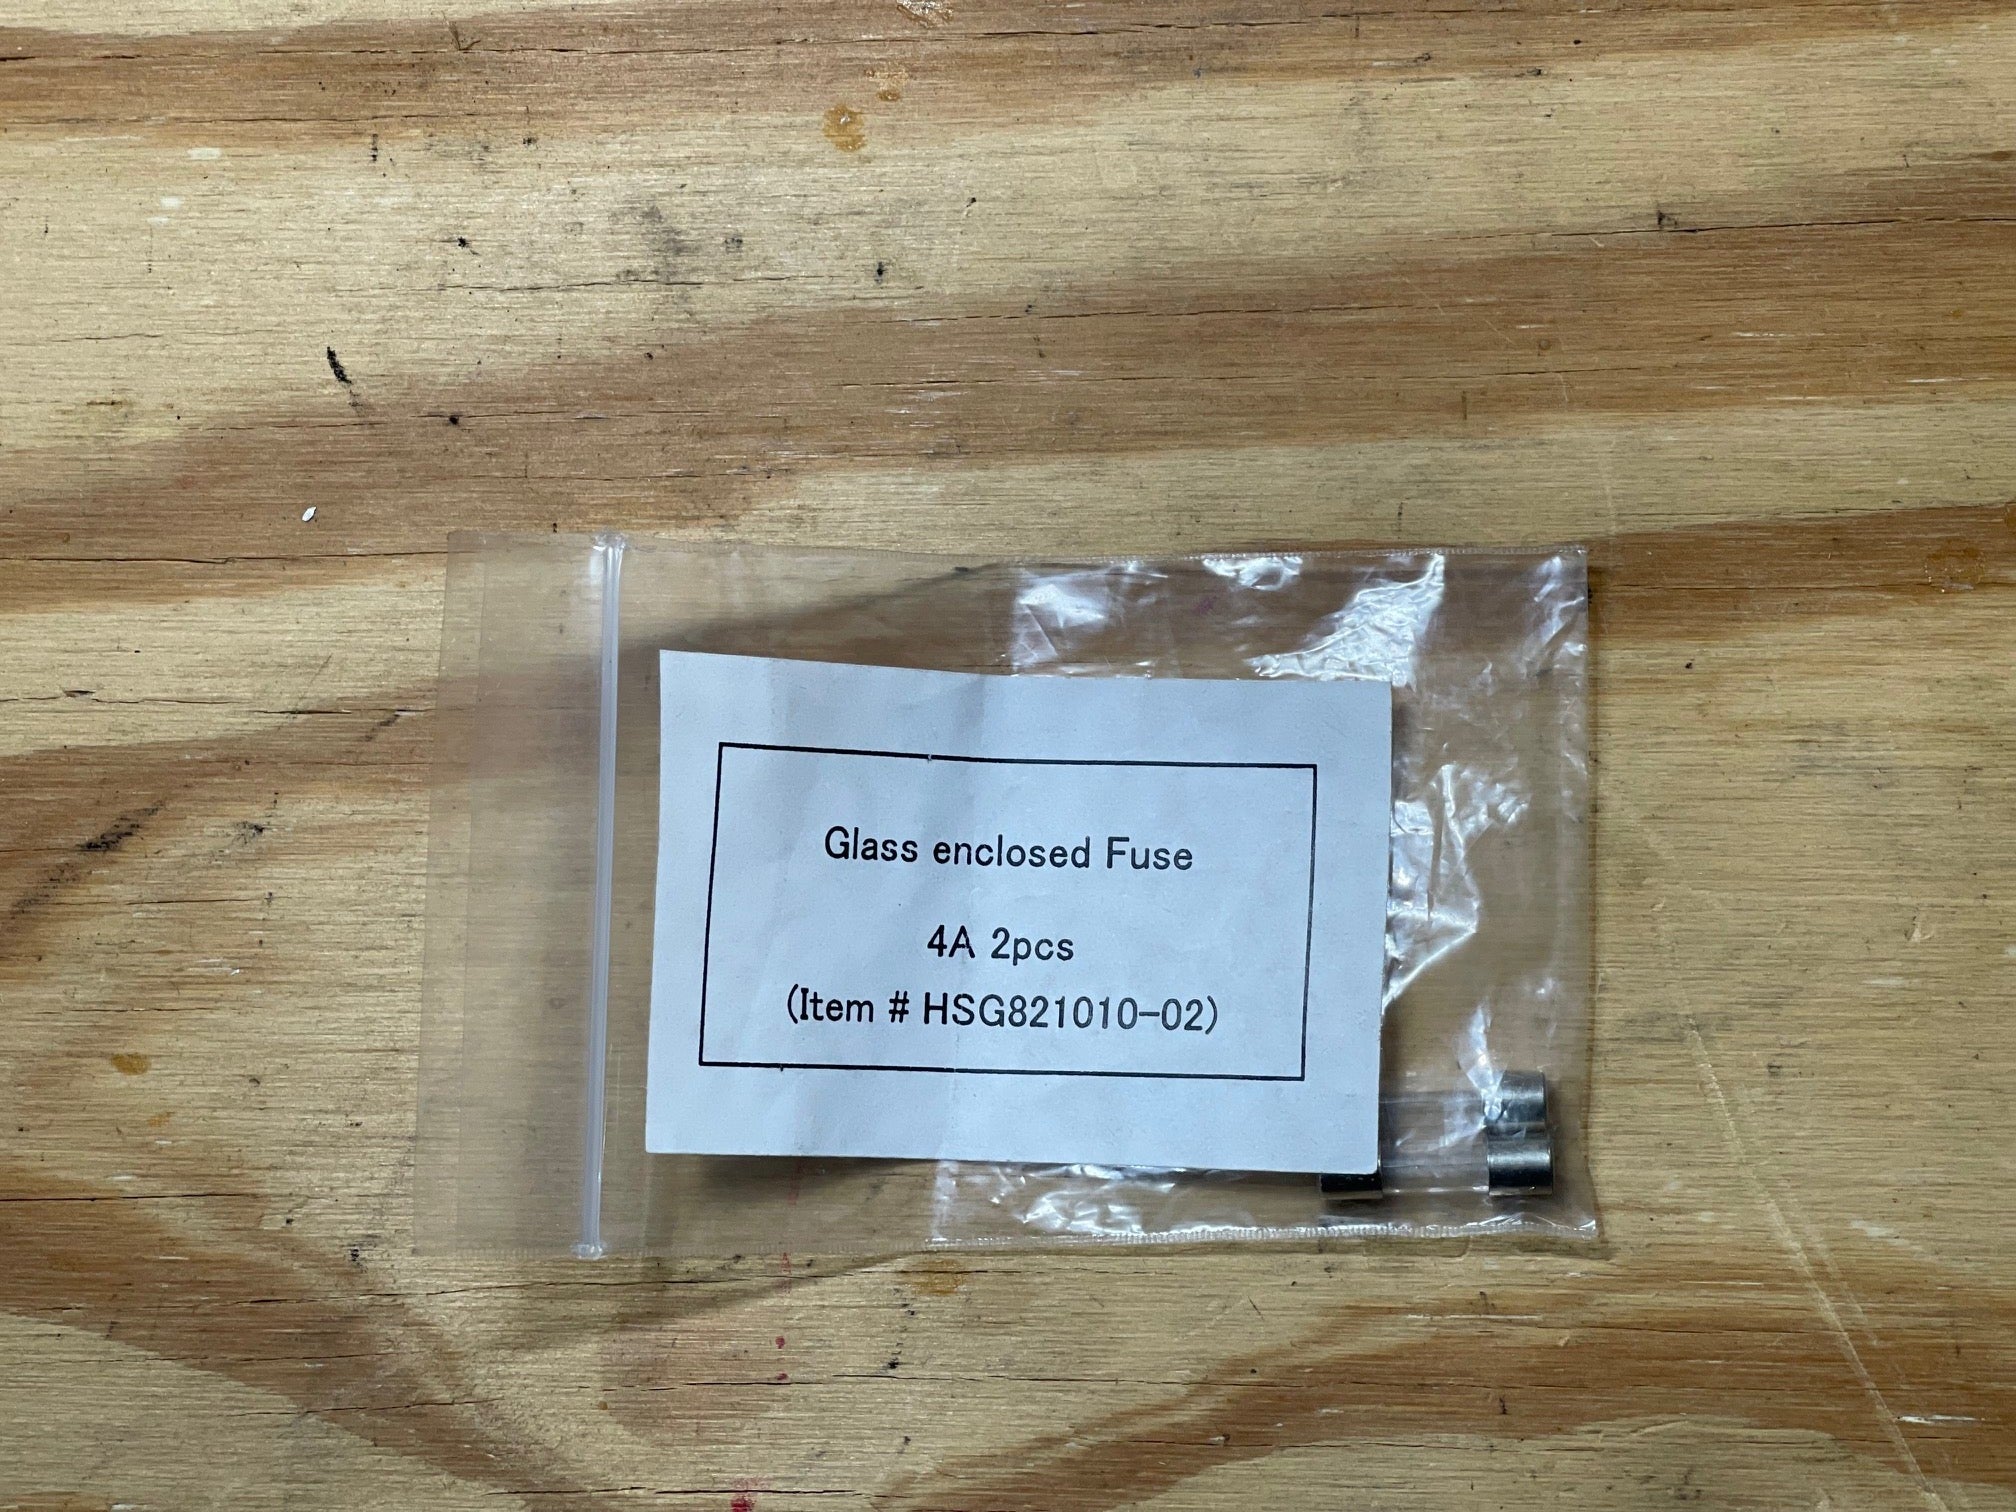 Glass enclosed Fuse
4A 2pcs
(Item # HSG821010-02)